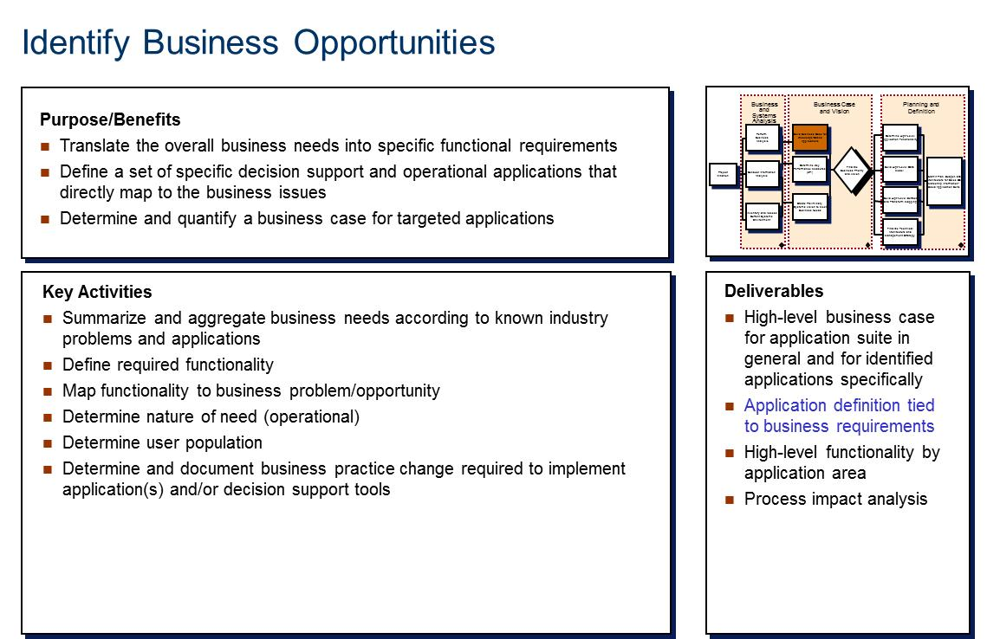 Identify Business Opportunities
Purpose/Benefits
Translate the overall business needs into specific functional requirements
Define a set of specific decision support and operational applications that
directly map to the business issues
Determine and quantify a business case for targeted applications
Business
and
Systems
Analysis
Business Case
and Vision
Planning and
Definition
Project
Initiation
Key Activities
Summarize and aggregate business needs according to known industry
problems and applications
Define required functionality
Map functionality to business problem/opportunity
Determine nature of need (operational)
Determine user population
Determine and document business practice change required to implement
application(s) and/or decision support tools
Deliverables
High-level business case
for application suite in
general and for identified
applications specifically
Application definition tied
to business requirements
High-level functionality by
application area
Process impact analysis